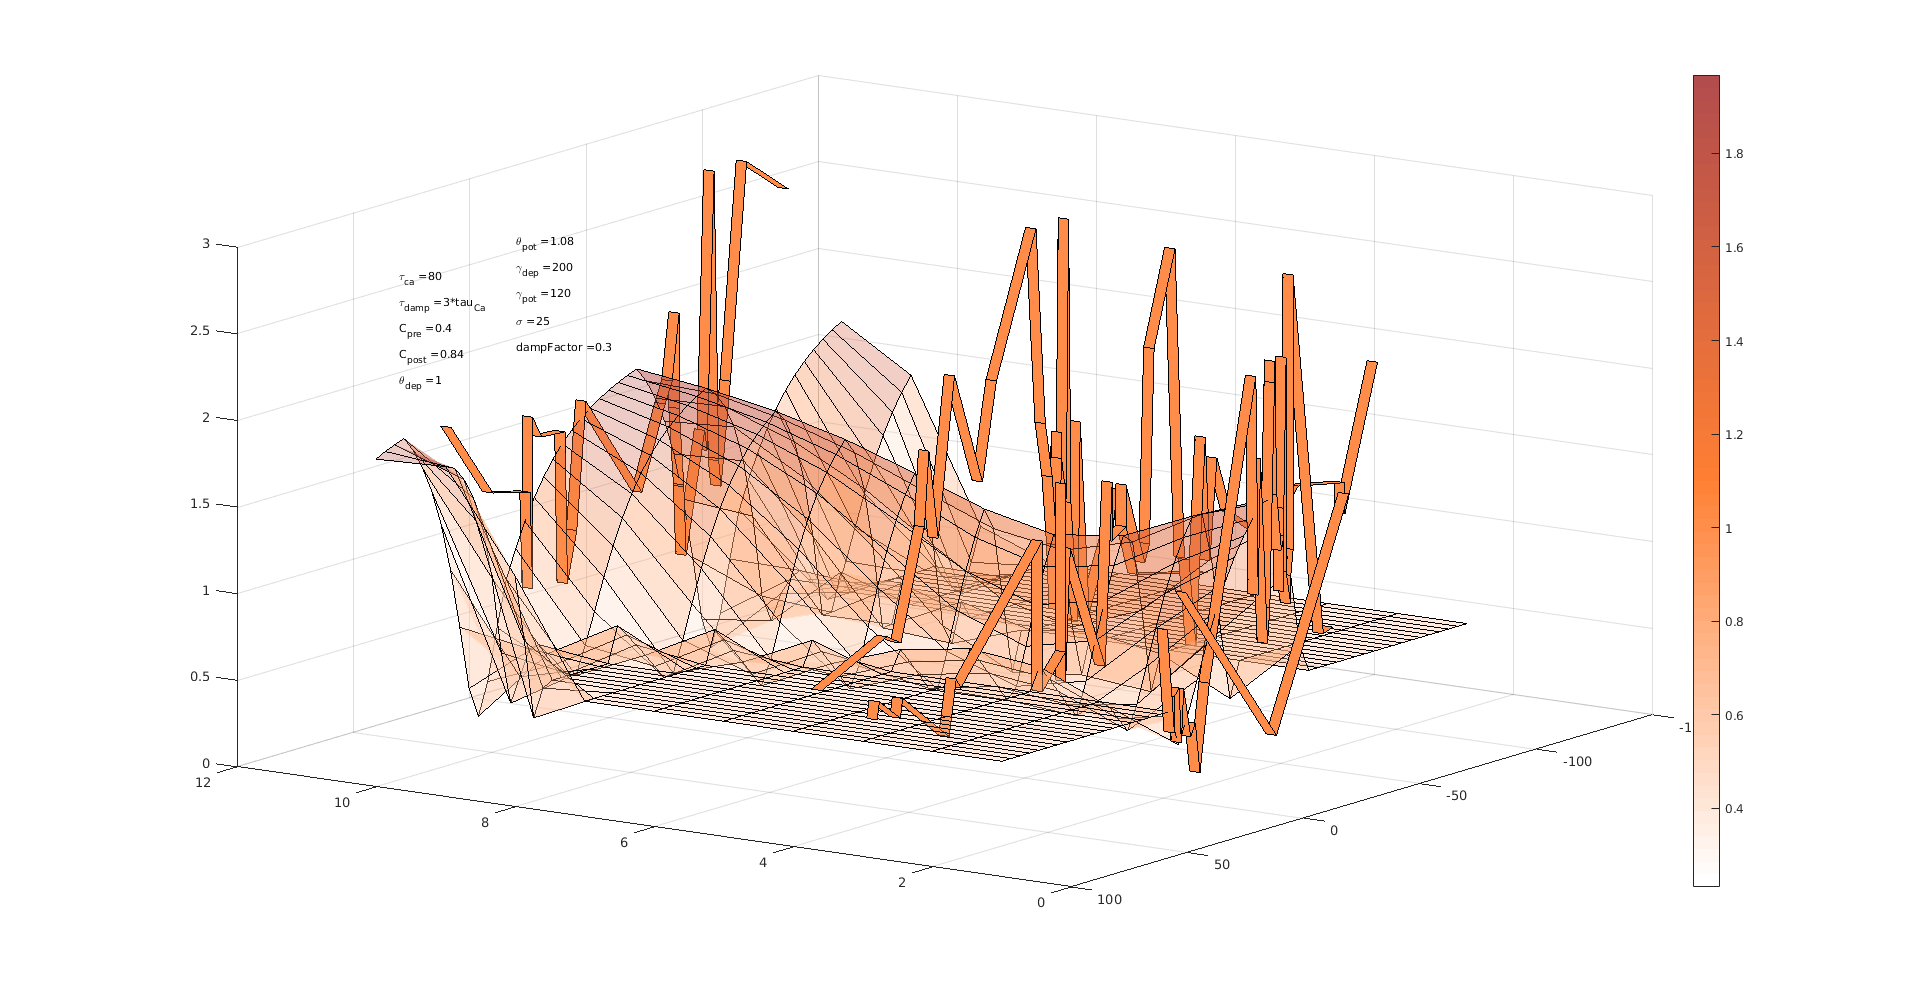 θpot =1.08
γdep =200
γpot =120
σ =25
dampFactor =0.3
τca =80
τdamp =3*tauCa
Cpre =0.4
Cpost =0.84
θdep =1
3
2.5
2
1.5
1
0.5
0
12
10
8
6
4
2
0
100
50
0
-50
-100
-1
1.8
1.6
1.4
1.2
1
0.8
0.6
0.4